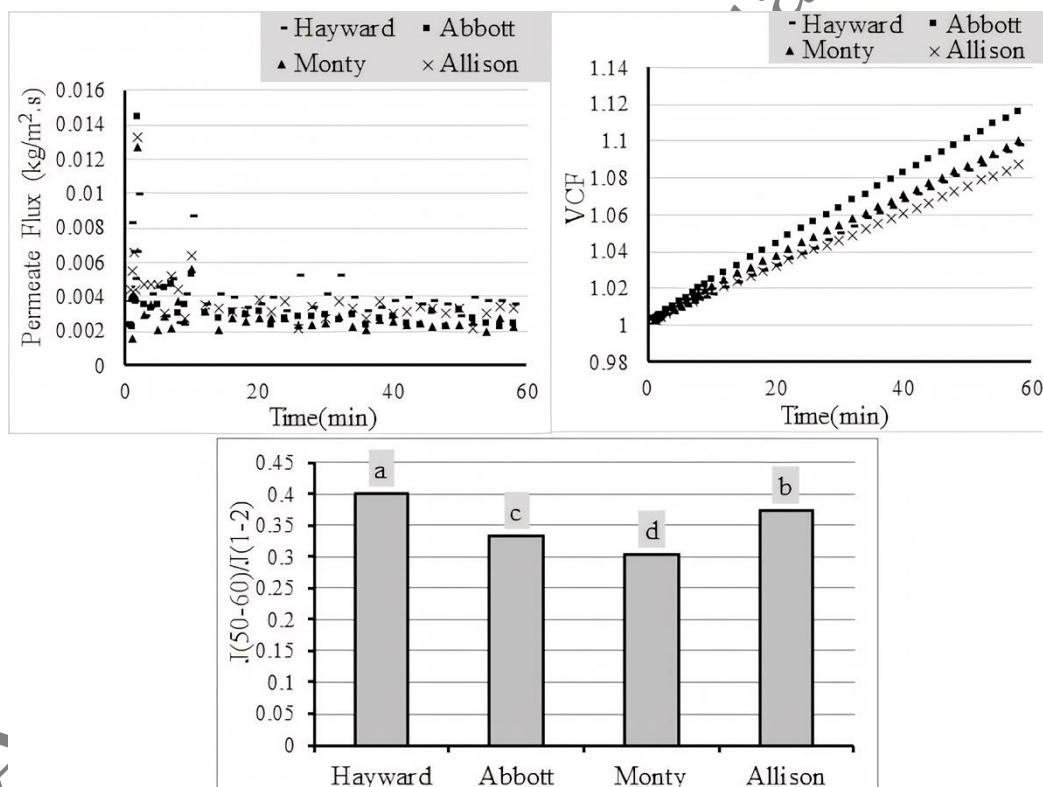 - Hayward ▪ Abbott
▲ Monty × Allison
Permeate Flux (kg/m².s)
0.016
0.014
0.012
0.01
0.008
0.006
0.004
0.002
0
0 20 40 60
Time(min)
- Hayward ▪ Abbott
▲ Monty × Allison
VCF
1.14
1.12
1.1
1.08
1.06
1.04
1.02
1
0.98
0 20 40 60
Time(min)
J(50-60)/J(1-2)
0.45
0.4
0.35
0.3
0.25
0.2
0.15
0.1
0.05
0
a
c
d
b
Hayward Abbott Monty Allison